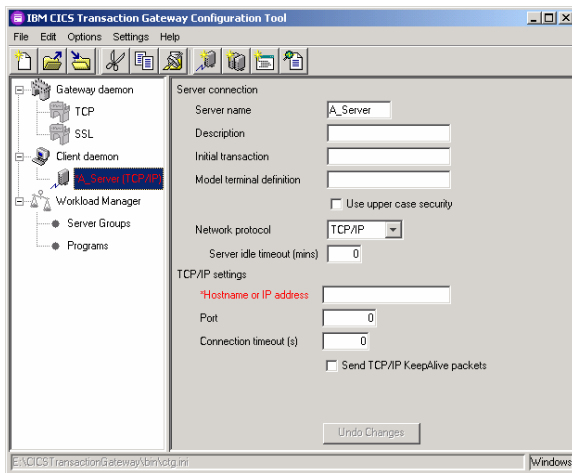 IBM CICS Transaction Gateway Configuration Tool
File Edit Options Settings Help
Gateway daemon
TCP
SSL
Client daemon
*A_Server (TCP/IP)
Workload Manager
Server Groups
Programs
Server connection
Server name A_Server
Description
Initial transaction
Model terminal definition
Use upper case security
Network protocol TCP/IP
Server idle timeout (mins) 0
TCP/IP settings
*Hostname or IP address
Port 0
Connection timeout (s) 0
Send TCP/IP KeepAlive packets
Undo Changes
E:\CICSTransactionGateway\bin\ctg.ini Windows